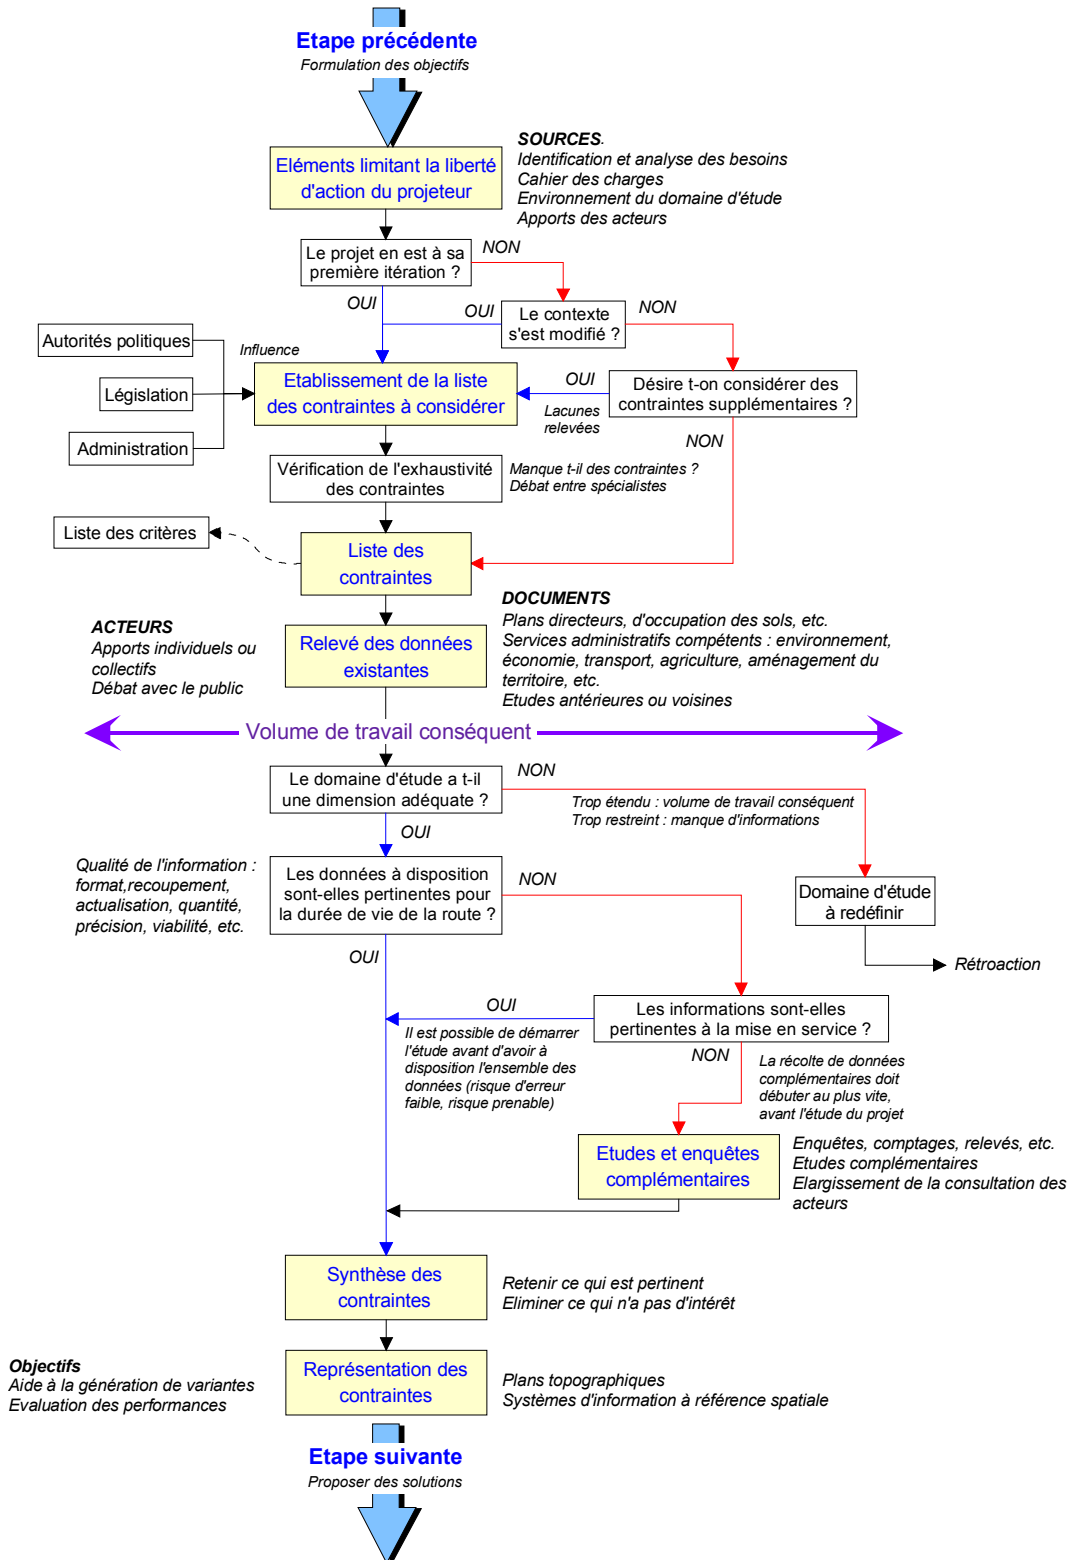 Etape précédente
Formulation des objectifs
Eléments limitant la liberté
d'action du projeteur
SOURCES.
Identification et analyse des besoins
Cahier des charges
Environnement du domaine d'étude
Apports des acteurs
Le projet en est à sa
première itération ?
NON
OUI
OUI
Le contexte
s'est modifié ?
NON
Autorités politiques
Législation
Administration
Influence
Etablissement de la liste
des contraintes à considérer
OUI
Lacunes
relevées
Désire t-on considérer des
contraintes supplémentaires ?
NON
Vérification de l'exhaustivité
des contraintes
Manque t-il des contraintes ?
Débat entre spécialistes
Liste des critères
Liste des
contraintes
ACTEURS
Apports individuels ou
collectifs
Débat avec le public
Relevé des données
existantes
DOCUMENTS
Plans directeurs, d'occupation des sols, etc.
Services administratifs compétents : environnement,
économie, transport, agriculture, aménagement du
territoire, etc.
Etudes antérieures ou voisines
Volume de travail conséquent
Le domaine d'étude a t-il
une dimension adéquate ?
NON
Trop étendu : volume de travail conséquent
Trop restreint : manque d'informations
OUI
Qualité de l'information :
format,recoupement,
actualisation, quantité,
précision, viabilité, etc.
Les données à disposition
sont-elles pertinentes pour
la durée de vie de la route ?
NON
Domaine d'étude
à redéfinir
Rétroaction
OUI
OUI
Les informations sont-elles
pertinentes à la mise en service ?
Il est possible de démarrer
l'étude avant d'avoir à
disposition l'ensemble des
données (risque d'erreur
faible, risque prenable)
NON
La récolte de données
complémentaires doit
débuter au plus vite,
avant l'étude du projet
Etudes et enquêtes
complémentaires
Enquêtes, comptages, relevés, etc.
Etudes complémentaires
Elargissement de la consultation des
acteurs
Synthèse des
contraintes
Retenir ce qui est pertinent
Eliminer ce qui n'a pas d'intérêt
Objectifs
Aide à la génération de variantes
Evaluation des performances
Représentation des
contraintes
Plans topographiques
Systèmes d'information à référence spatiale
Etape suivante
Proposer des solutions